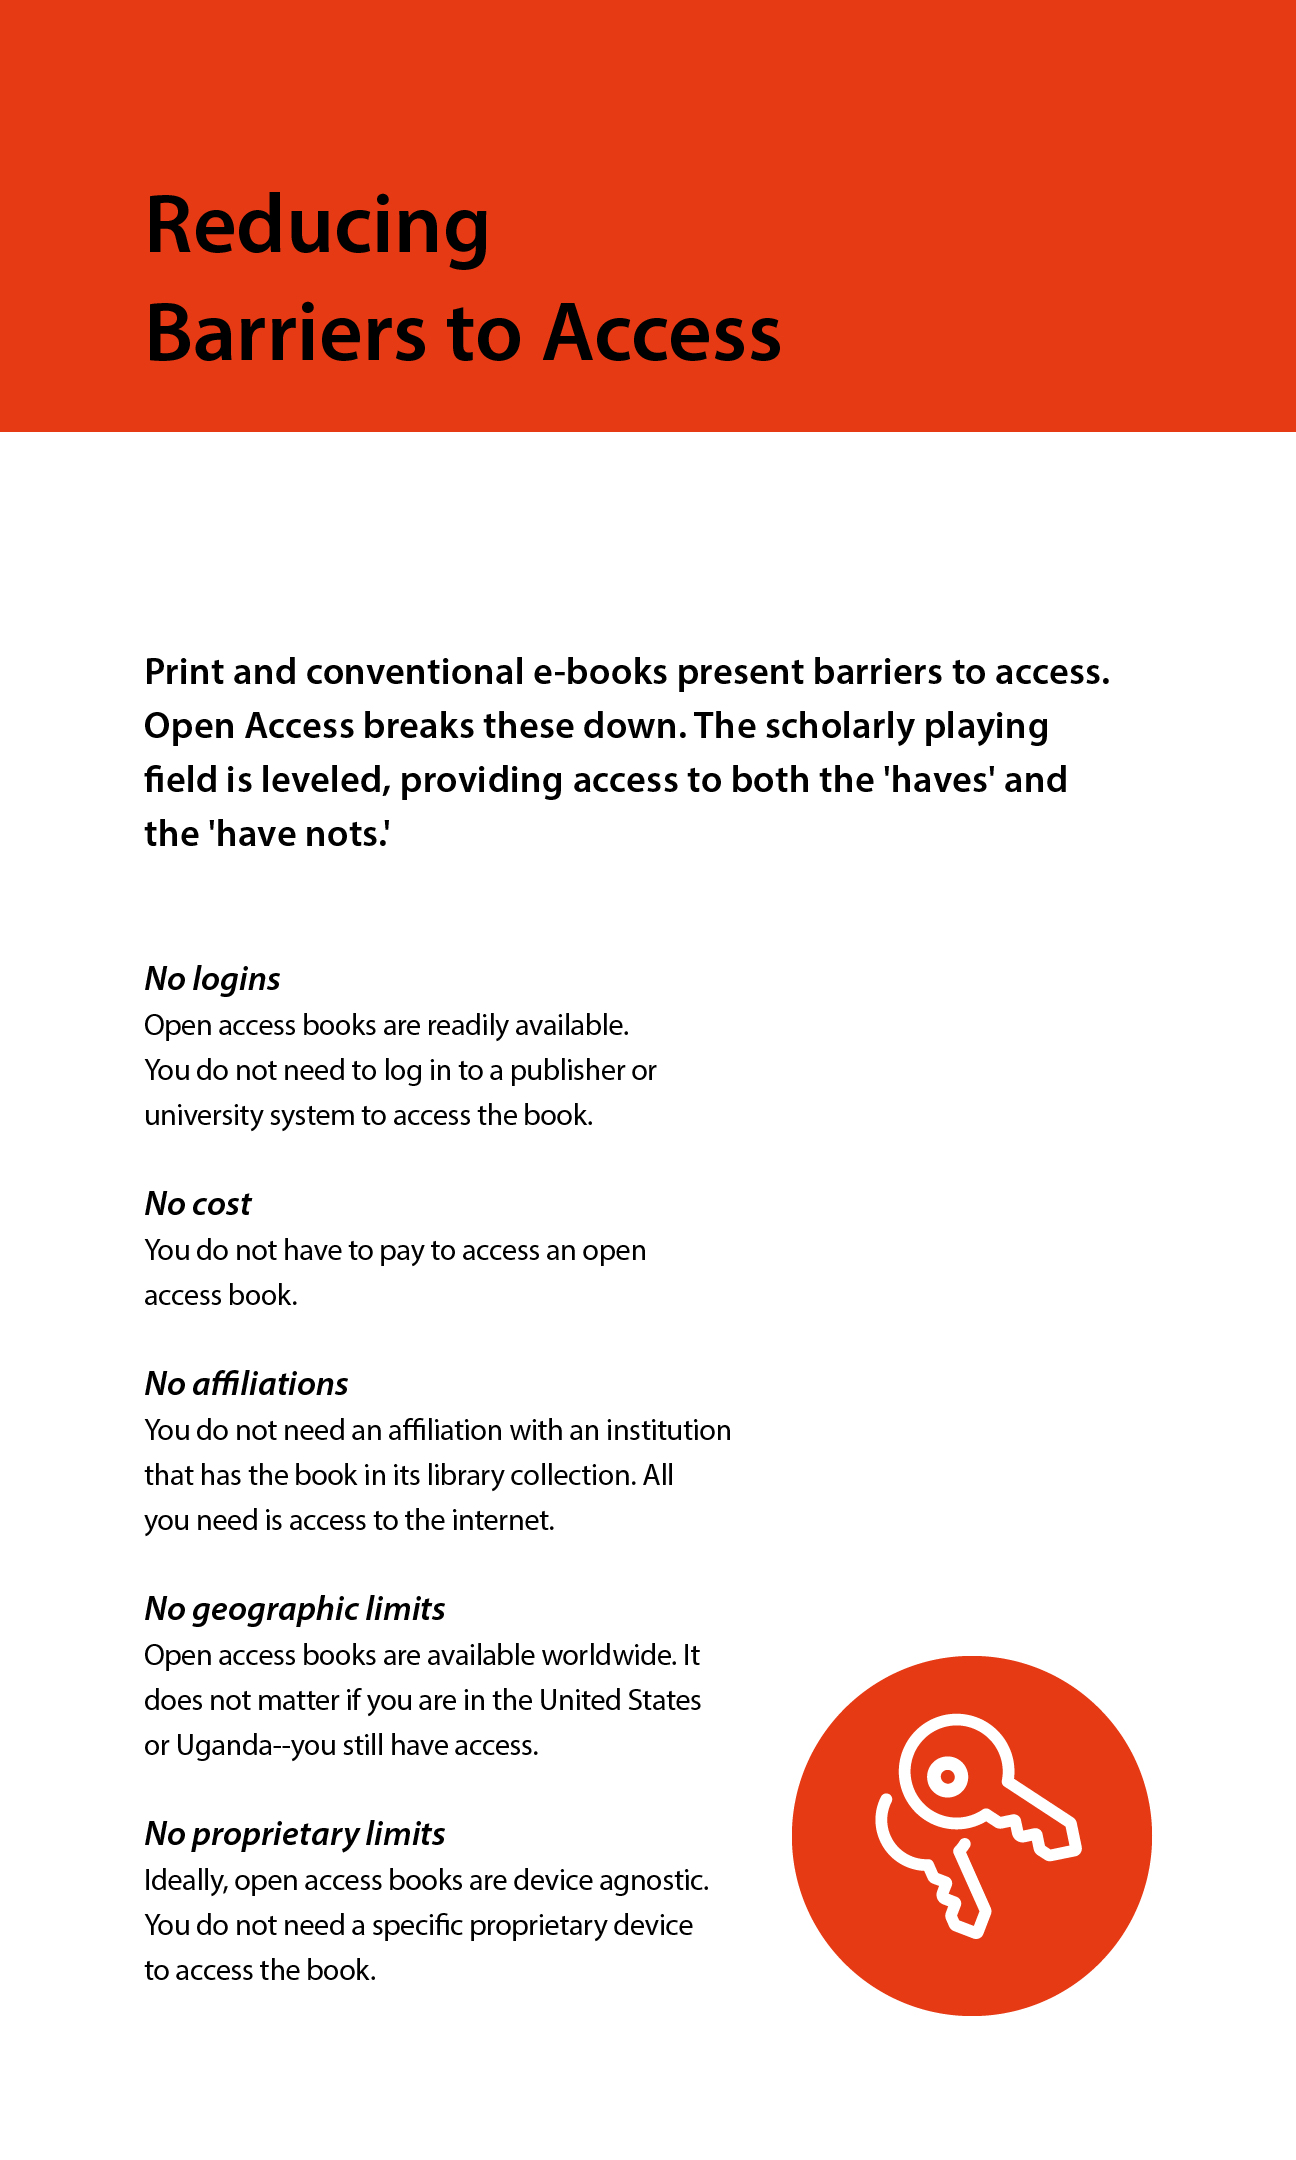 Reducing
Barriers to Access
Print and conventional e-books present barriers to access.
Open Access breaks these down. The scholarly playing
field is leveled, providing access to both the 'haves' and
the 'have nots.'
No logins
Open access books are readily available.
You do not need to log in to a publisher or
university system to access the book.
No cost
You do not have to pay to access an open
access book.
No affiliations
You do not need an affiliation with an institution
that has the book in its library collection. All
you need is access to the internet.
No geographic limits
Open access books are available worldwide. It
does not matter if you are in the United States
or Uganda--you still have access.
No proprietary limits
Ideally, open access books are device agnostic.
You do not need a specific proprietary device
to access the book.